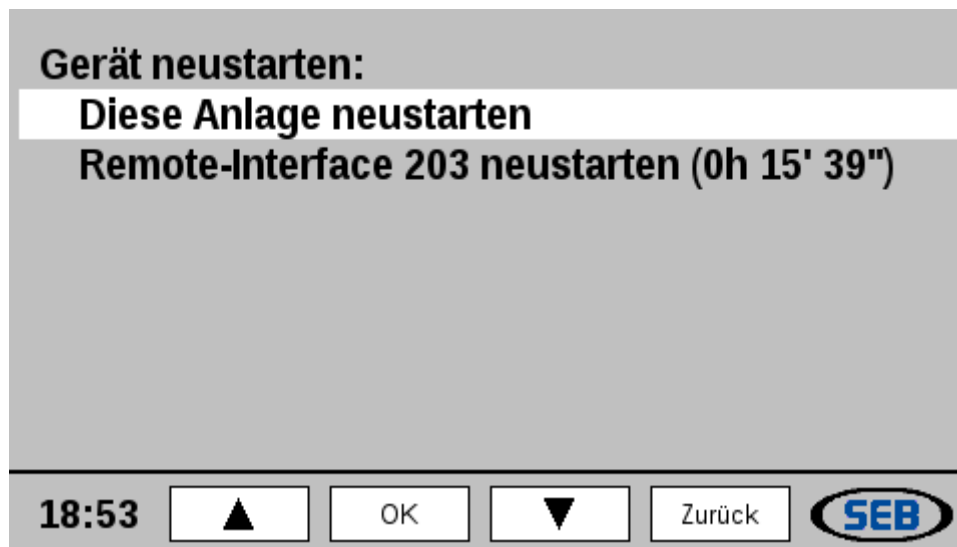 Gerät neustarten:
Diese Anlage neustarten
Remote-Interface 203 neustarten (0h 15' 39")
18:53 ▲ OK ▼ Zurück SEB